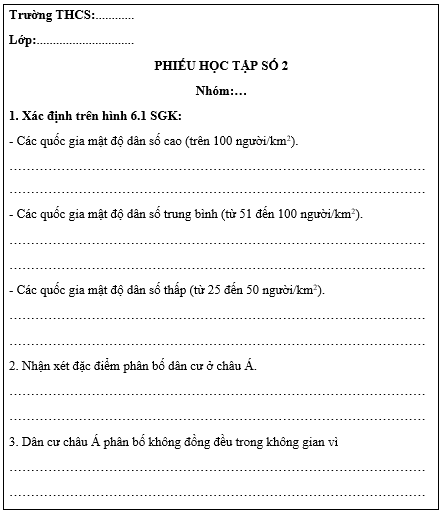 Trường THCS:............
Lớp:..............................
PHIẾU HỌC TẬP SỐ 2
Nhóm:…
1. Xác định trên hình 6.1 SGK:
- Các quốc gia mật độ dân số cao (trên 100 người/km²).
……………………………………………………………………………………………
……………………………………………………………………………………………
- Các quốc gia mật độ dân số trung bình (từ 51 đến 100 người/km²).
……………………………………………………………………………………………
……………………………………………………………………………………………
- Các quốc gia mật độ dân số thấp (từ 25 đến 50 người/km²).
……………………………………………………………………………………………
……………………………………………………………………………………………
2. Nhận xét đặc điểm phân bố dân cư ở châu Á.
……………………………………………………………………………………………
……………………………………………………………………………………………
3. Dân cư châu Á phân bố không đồng đều trong không gian vì
……………………………………………………………………………………………
……………………………………………………………………………………………